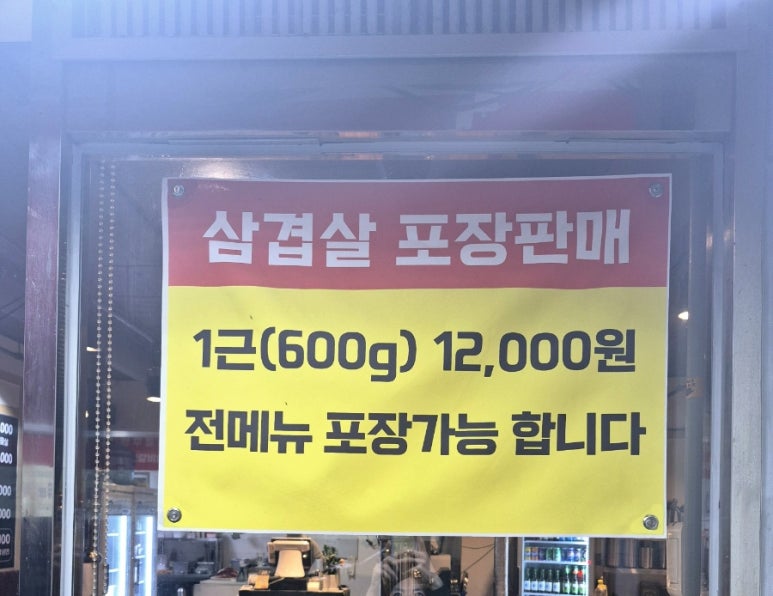 삼겹살 포장판매
1근(600g) 12,000원
전메뉴 포장가능 합니다